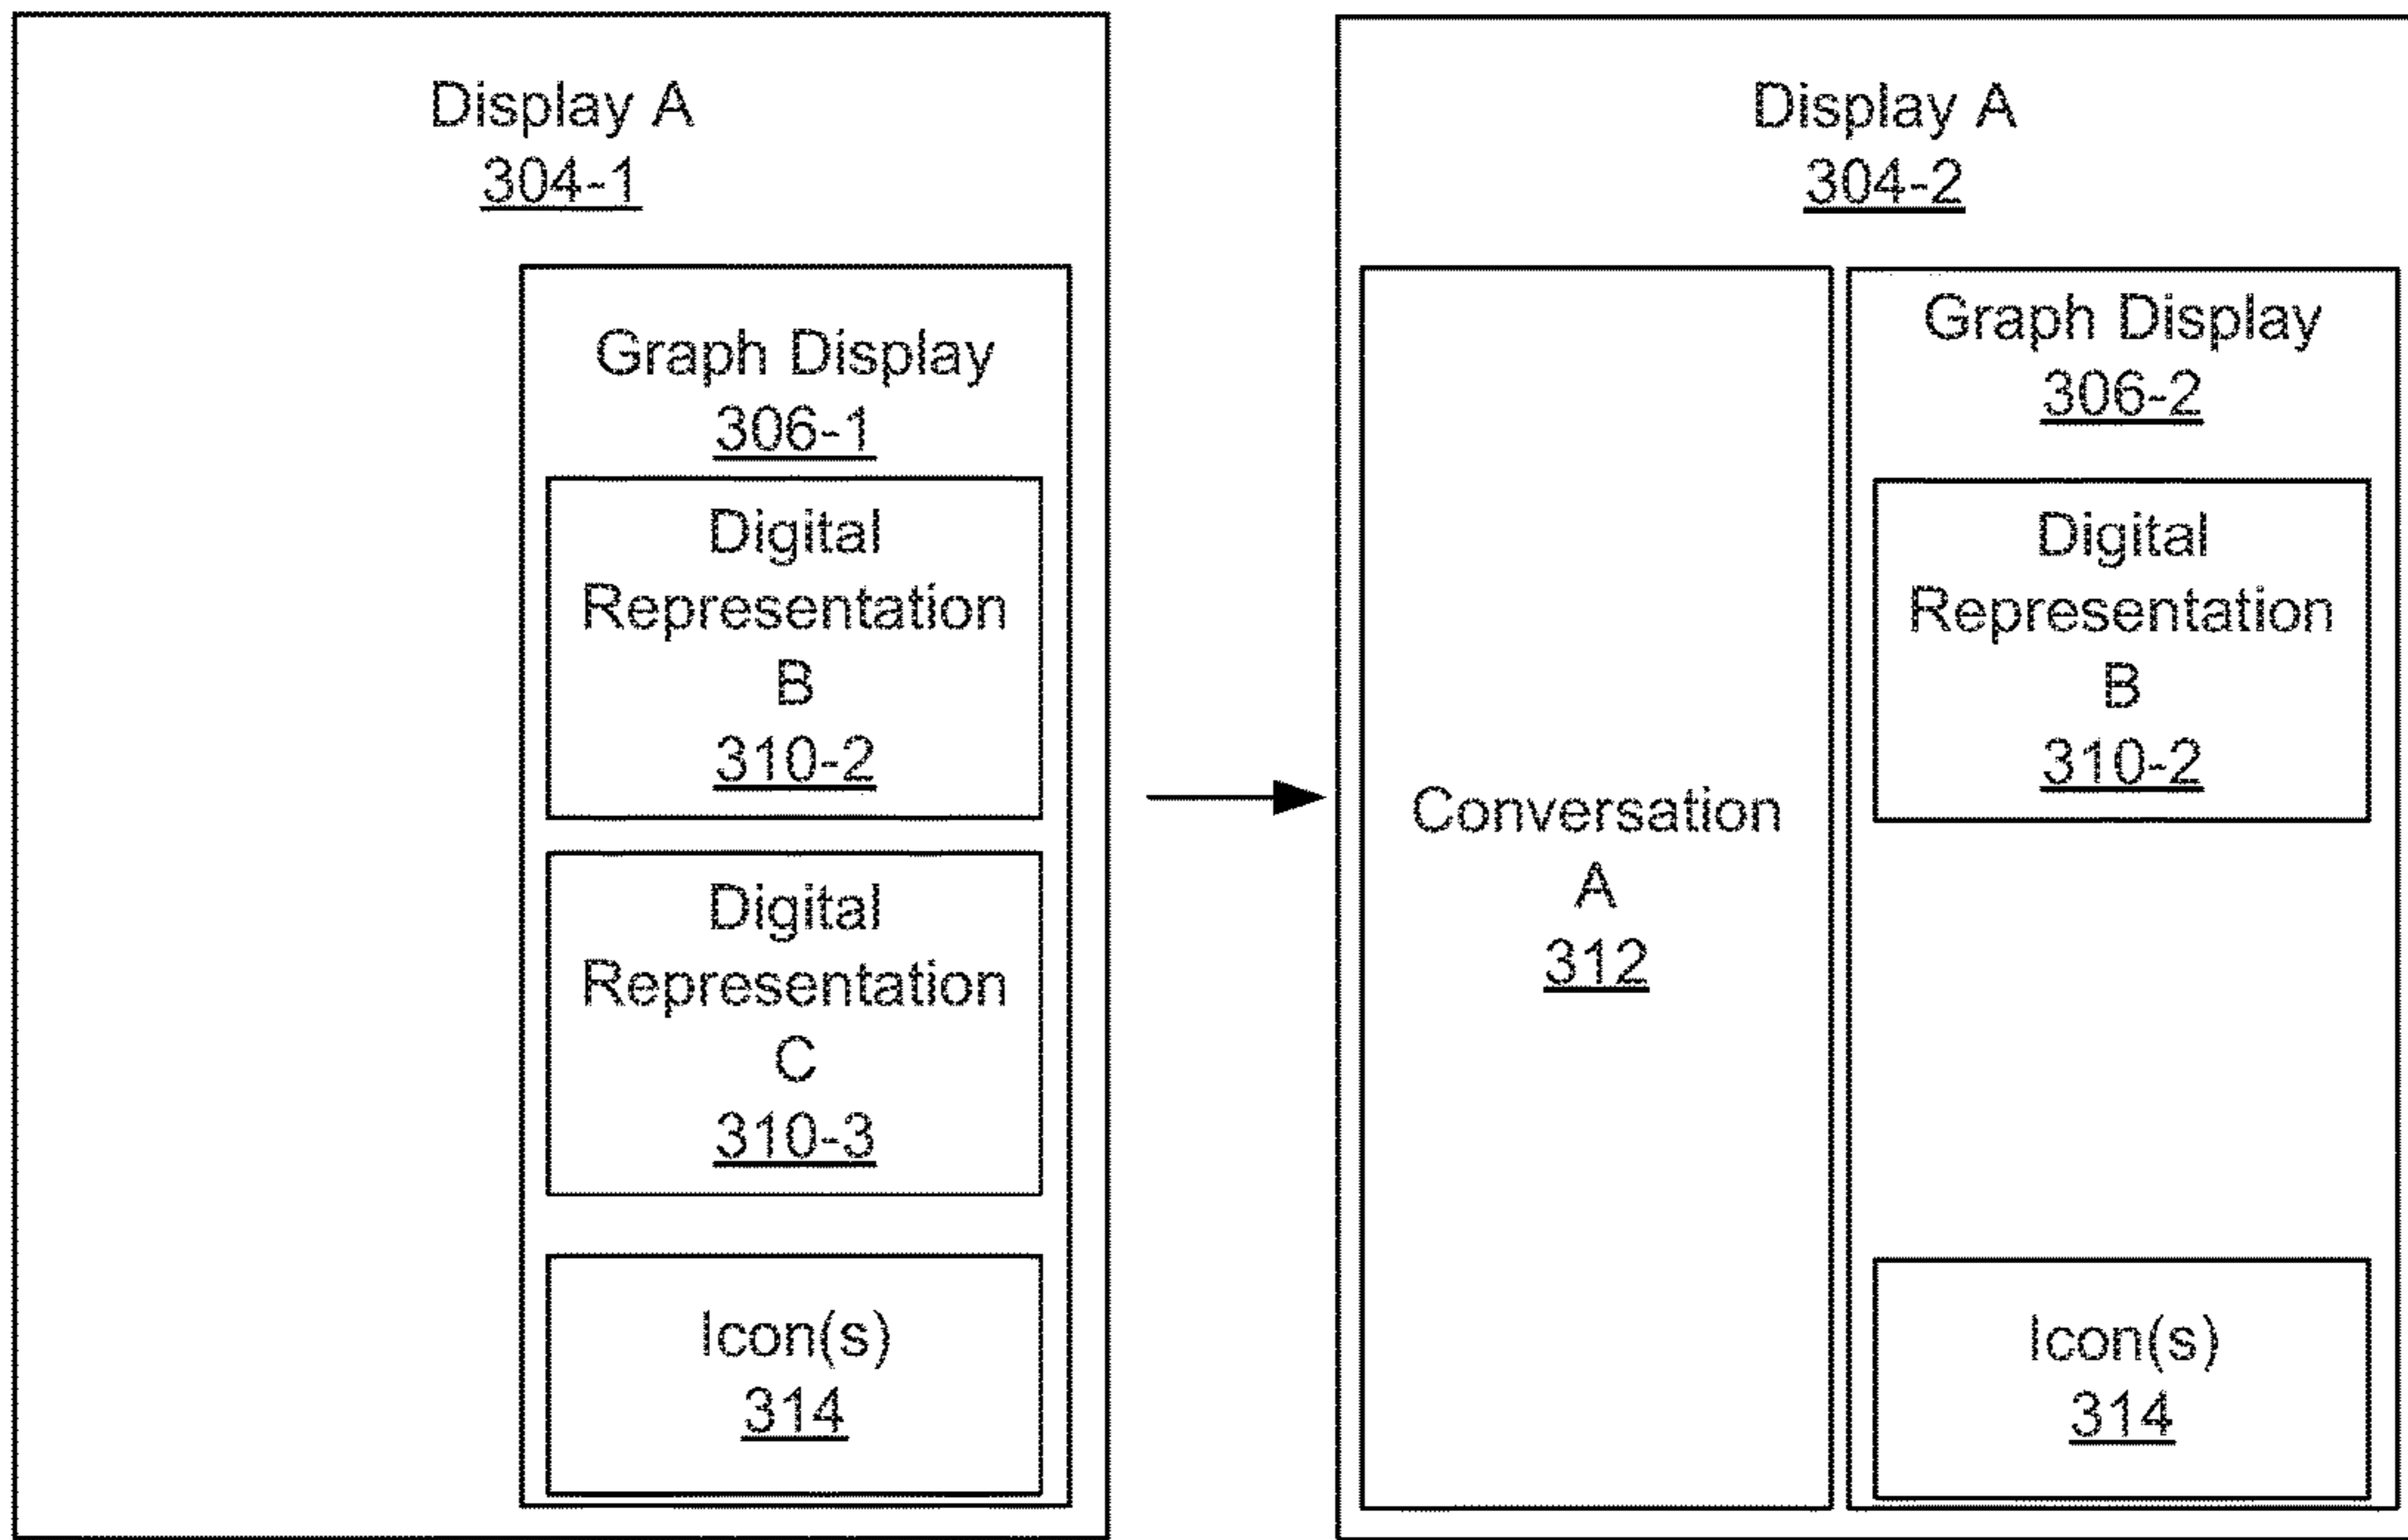 Display A
304-1
Graph Display
306-1
Digital
Representation
B
310-2
Digital
Representation
C
310-3
Icon(s)
314
Display A
304-2
Conversation
A
312
Graph Display
306-2
Digital
Representation
B
310-2
Icon(s)
314